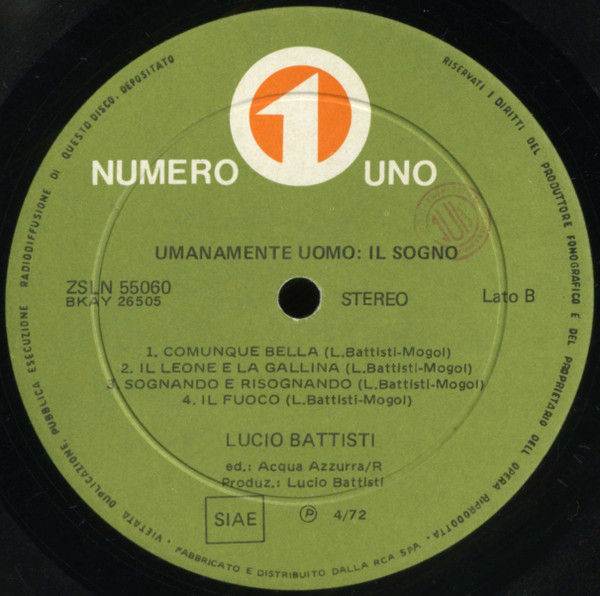 NUMERO 1 UNO
UMANAMENTE UOMO: IL SOGNO
ZSLN 55060
BKAY 26505
STEREO
Lato B
1. COMUNQUE BELLA (L.Battisti-Mogol)
2. IL LEONE E LA GALLINA (L.Battisti-Mogol)
3. SOGNANDO E RISOGNANDO (L.Battisti-Mogol)
4. IL FUOCO (L.Battisti-Mogol)
LUCIO BATTISTI
ed.: Acqua Azzurra/R
Produz.: Lucio Battisti
SIAE
Ⓟ 4/72
RISERVATI I DIRITTI DEL PRODUTTORE FONOGRAFICO E DEL PROPRIETARIO DELL OPERA RIPRODOTTA - VIETATA DUPLICAZIONE, PUBBLICA ESECUZIONE RADIODIFFUSIONE DI QUESTO DISCO. DEPOSITATO
FABBRICATO E DISTRIBUITO DALLA RCA SPA -